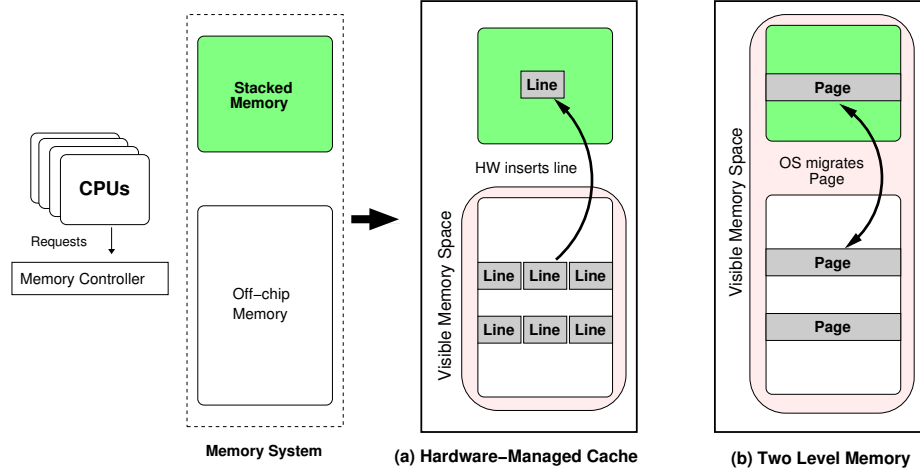 CPUs
Requests
Memory Controller
Stacked
Memory
Off-chip
Memory
Memory System
Line
HW inserts line
Visible Memory Space
Line Line Line
Line Line Line
(a) Hardware-Managed Cache
Page
OS migrates
Page
Visible Memory Space
Page
Page
(b) Two Level Memory